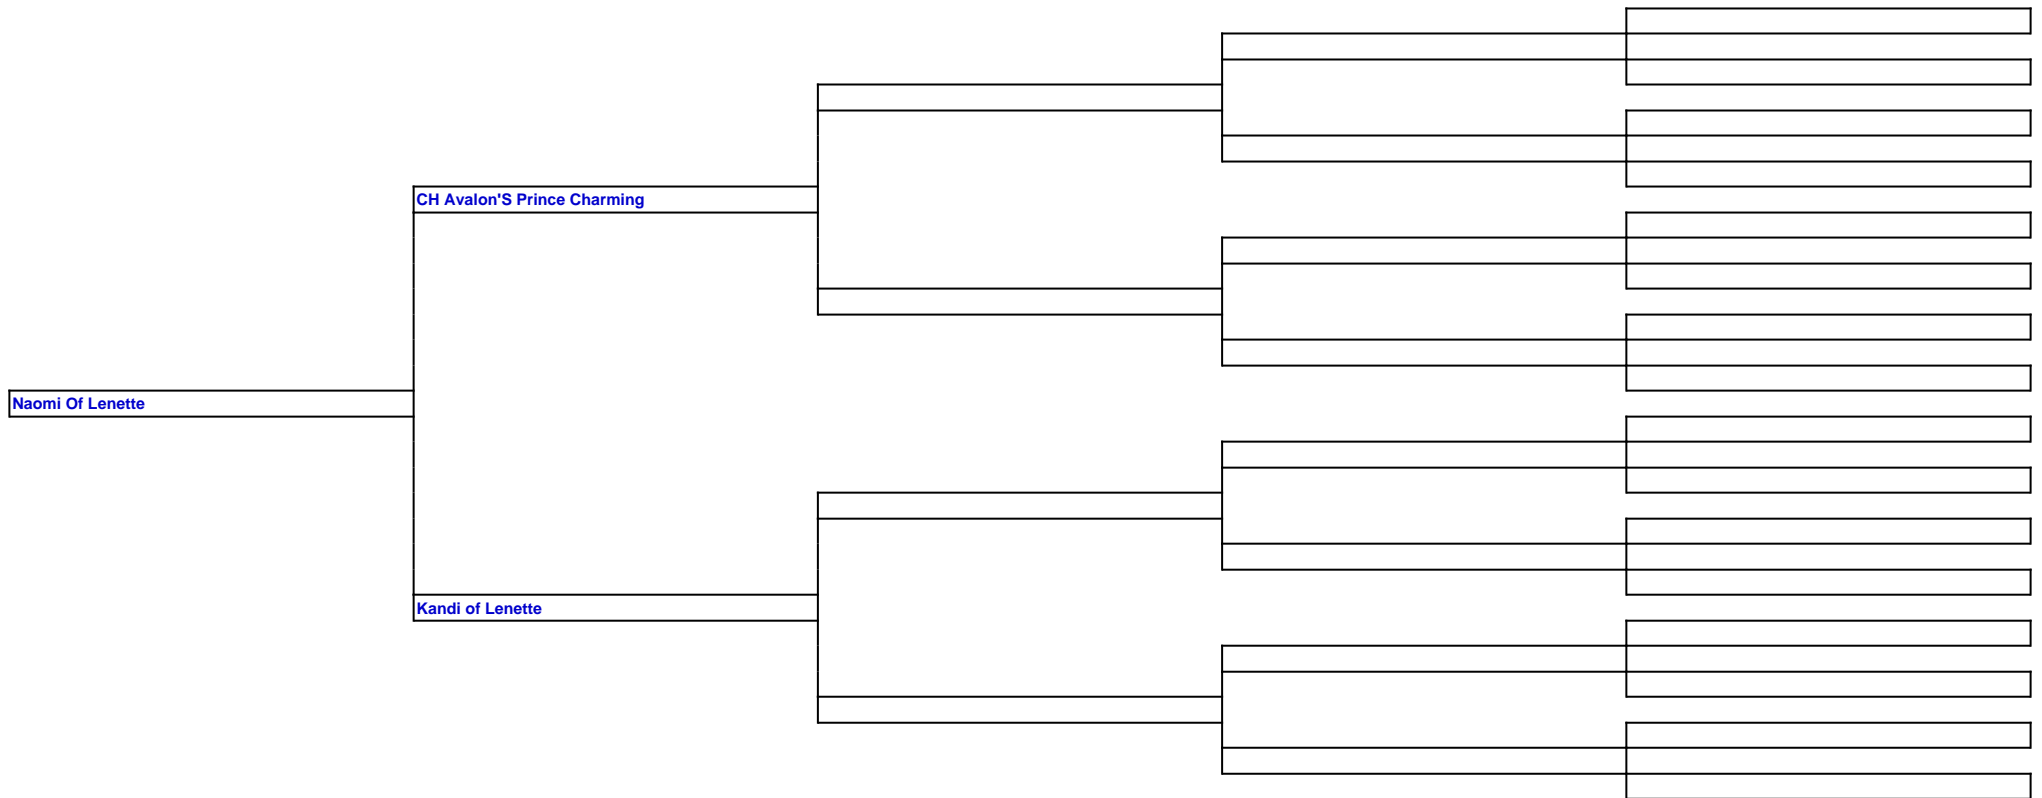 CH Avalon'S Prince Charming
Naomi Of Lenette
Kandi of Lenette